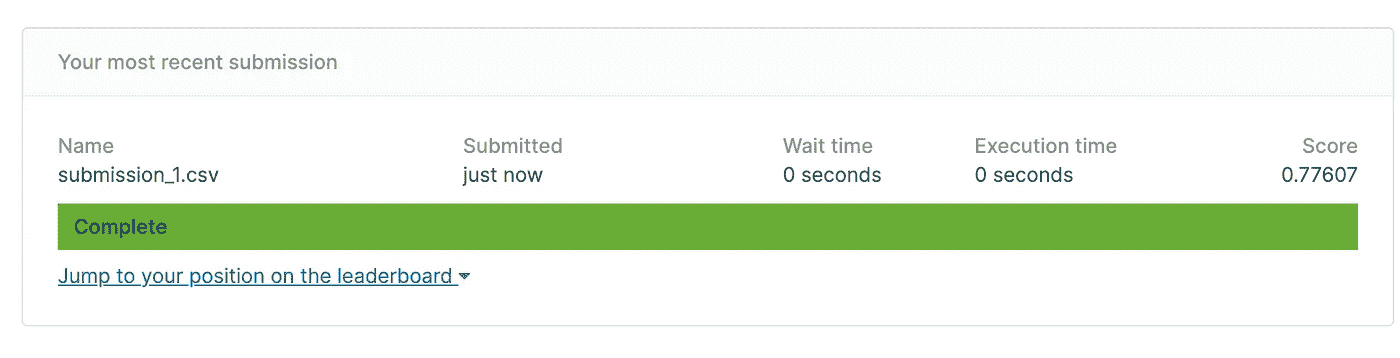 Your most recent submission
Name Submitted Wait time Execution time Score
submission_1.csv just now 0 seconds 0 seconds 0.77607
Complete
Jump to your position on the leaderboard